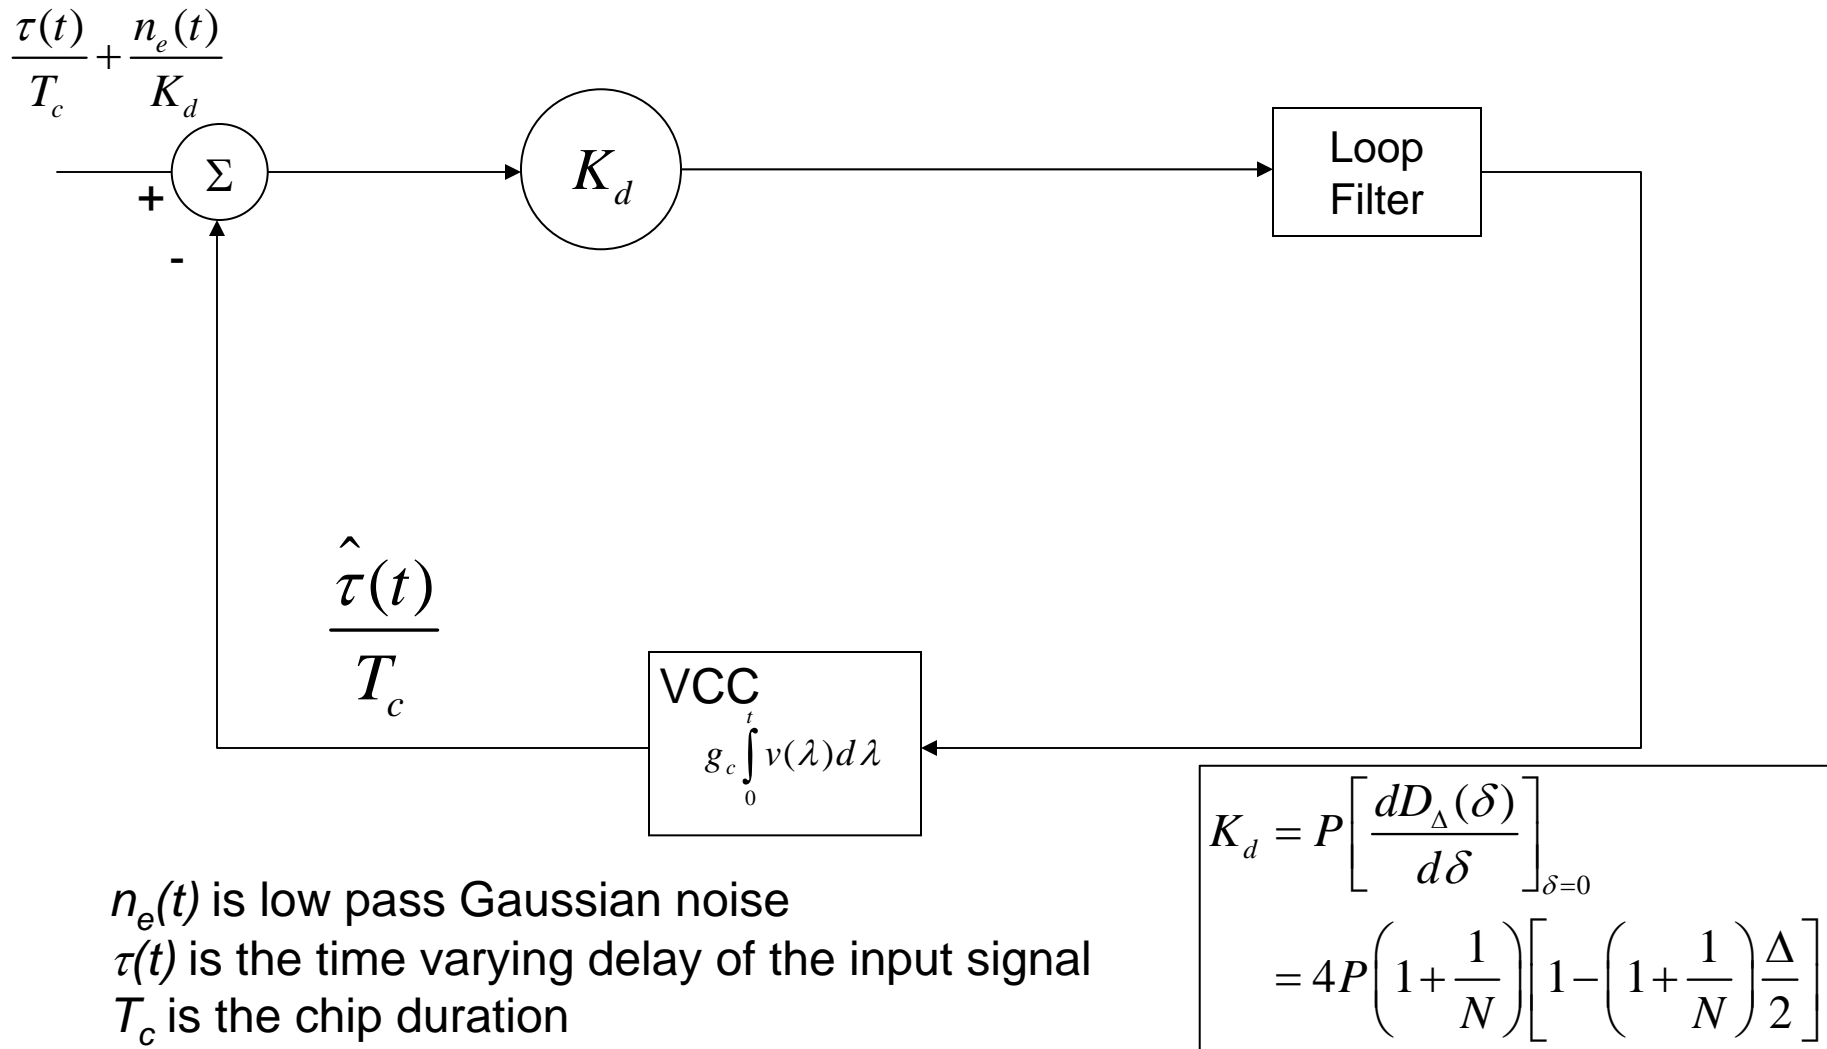 τ(t)/T_c + n_e(t)/K_d
Σ
+
-
K_d
Loop
Filter
τ̂(t)/T_c
VCC
g_c ∫_0^t v(λ)dλ
n_e(t) is low pass Gaussian noise
τ(t) is the time varying delay of the input signal
T_c is the chip duration
K_d = P[dD_Δ(δ)/dδ]_δ=0
= 4P(1+1/N)[1−(1+1/N)Δ/2]